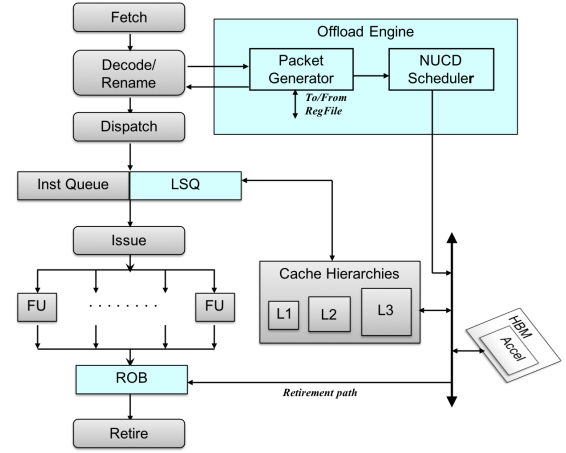 Fetch
Offload Engine
Decode/
Rename
Packet
Generator
NUCD
Scheduler
To/From
RegFile
Dispatch
Inst Queue
LSQ
Issue
Cache Hierarchies
FU
. . . . . . . .
FU
L1
L2
L3
HBM
Accel
ROB
Retirement path
Retire